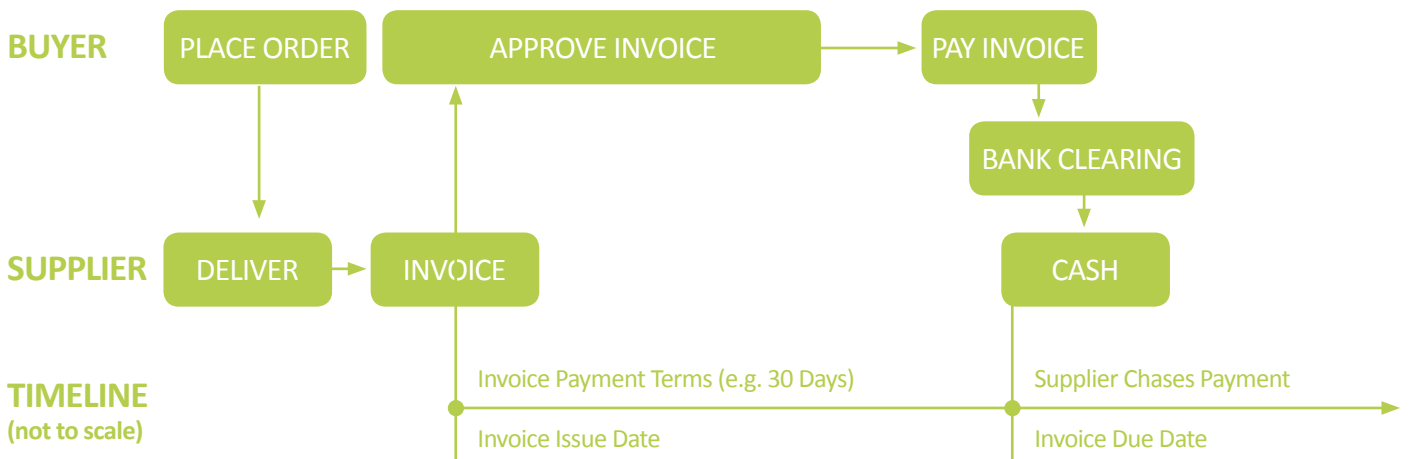 BUYER
PLACE ORDER
APPROVE INVOICE
PAY INVOICE
BANK CLEARING
SUPPLIER
DELIVER
INVOICE
CASH
TIMELINE
(not to scale)
Invoice Payment Terms (e.g. 30 Days)
Supplier Chases Payment
Invoice Issue Date
Invoice Due Date